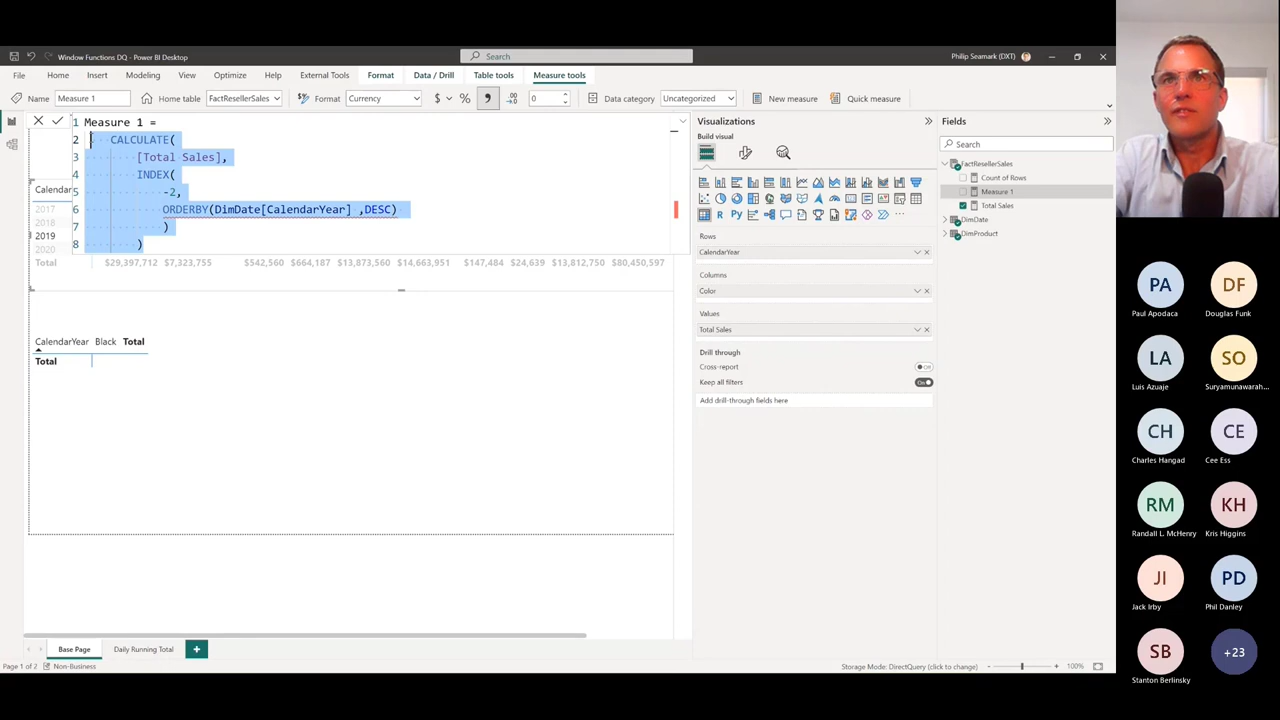 Window Functions DQ - Power BI Desktop
Search
Philip Seamark (DXT)
File Home Insert Modeling View Optimize Help External Tools Format Data / Drill Table tools Measure tools
Name Measure 1 Home table FactResellerSales Format Currency $ % 0 Data category Uncategorized New measure Quick measure
1 Measure 1 =
2 CALCULATE(
3 [Total Sales],
4 INDEX(
5 -2,
6 ORDERBY(DimDate[CalendarYear] ,DESC)
7 )
8 )
Calendar
2017
2018
2019
2020
Total $29,397,712 $7,323,755 $542,560 $664,187 $13,873,560 $14,663,951 $147,484 $24,639 $13,812,750 $80,450,597
CalendarYear Black Total
Total
Visualizations
Build visual
Rows
CalendarYear
Columns
Color
Values
Total Sales
Drill through
Cross-report
Off
Keep all filters
On
Add drill-through fields here
Fields
Search
FactResellerSales
Count of Rows
Measure 1
Total Sales
DimDate
DimProduct
Base Page Daily Running Total
Page 1 of 2 Non-Business
Storage Mode: DirectQuery (click to change) 100%
PA
Paul Apodaca
DF
Douglas Funk
LA
Luis Azuaje
SO
Suryamunawarah...
CH
Charles Hangad
CE
Cee Ess
RM
Randall L. McHenry
KH
Kris Higgins
JI
Jack Irby
PD
Phil Danley
SB
Stanton Berlinsky
+23